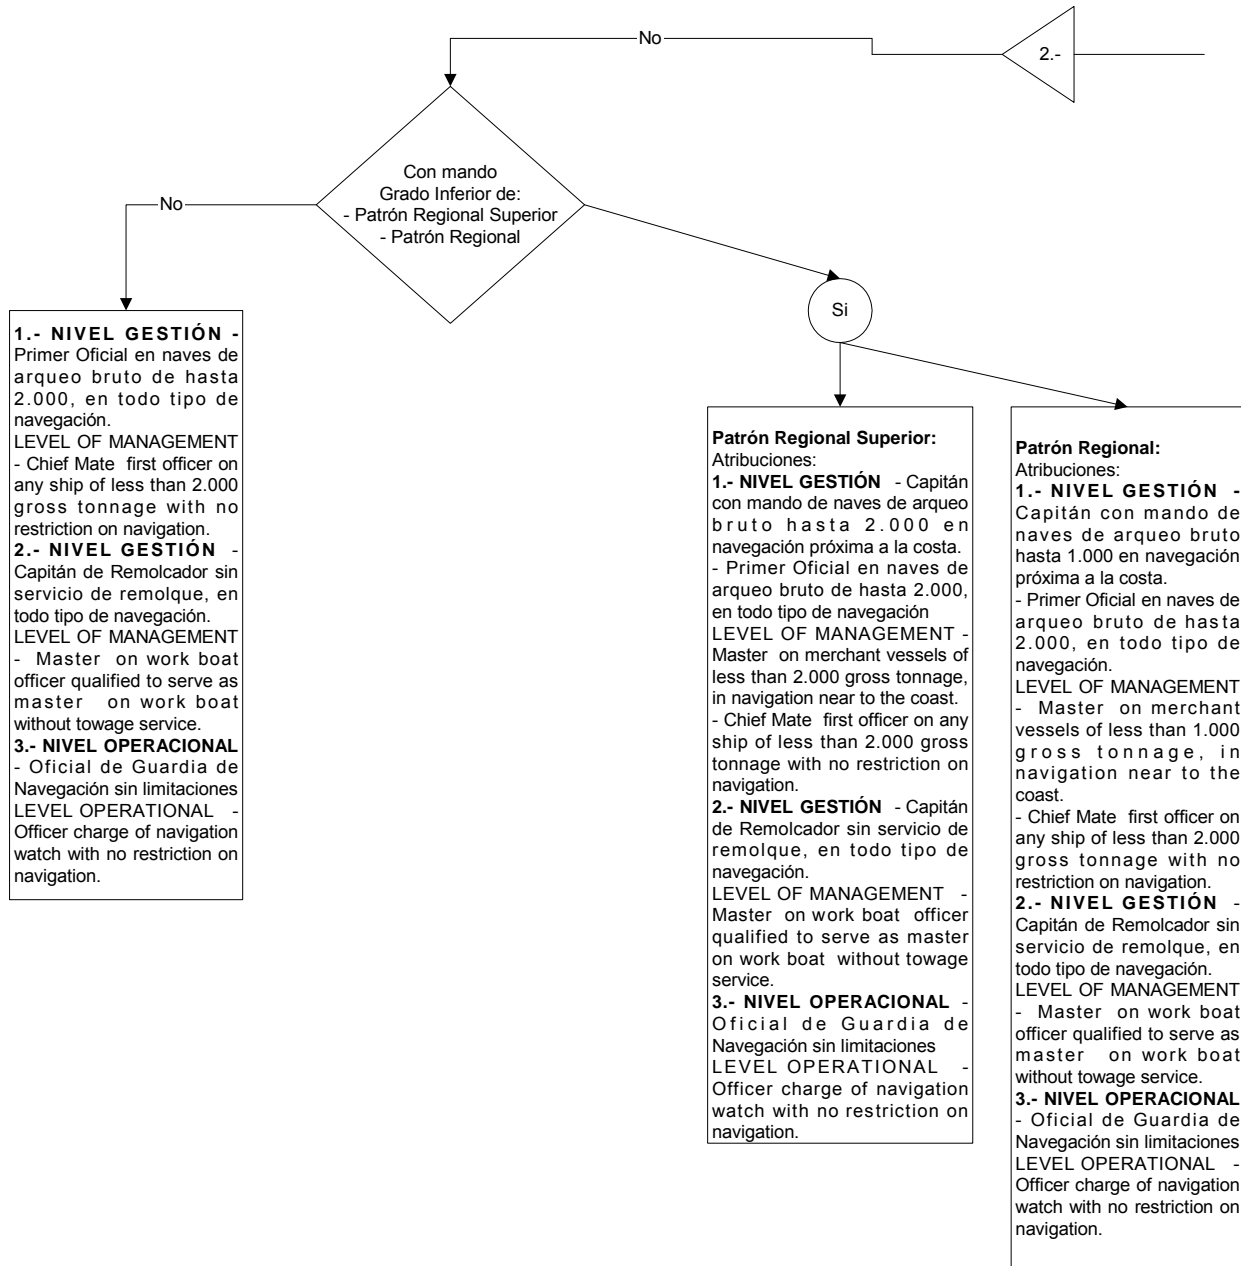 No
2.-
Con mando
Grado Inferior de:
- Patrón Regional Superior
- Patrón Regional
No
Si
1.- NIVEL GESTIÓN -
Primer Oficial en naves de
arqueo bruto de hasta
2.000, en todo tipo de
navegación.
LEVEL OF MANAGEMENT
- Chief Mate first officer on
any ship of less than 2.000
gross tonnage with no
restriction on navigation.
2.- NIVEL GESTIÓN -
Capitán de Remolcador sin
servicio de remolque, en
todo tipo de navegación.
LEVEL OF MANAGEMENT
- Master on work boat
officer qualified to serve as
master on work boat
without towage service.
3.- NIVEL OPERACIONAL
- Oficial de Guardia de
Navegación sin limitaciones
LEVEL OPERATIONAL -
Officer charge of navigation
watch with no restriction on
navigation.
Patrón Regional Superior:
Atribuciones:
1.- NIVEL GESTIÓN - Capitán
con mando de naves de arqueo
bruto hasta 2.000 en
navegación próxima a la costa.
- Primer Oficial en naves de
arqueo bruto de hasta 2.000,
en todo tipo de navegación
LEVEL OF MANAGEMENT -
Master on merchant vessels of
less than 2.000 gross tonnage,
in navigation near to the coast.
- Chief Mate first officer on any
ship of less than 2.000 gross
tonnage with no restriction on
navigation.
2.- NIVEL GESTIÓN - Capitán
de Remolcador sin servicio de
remolque, en todo tipo de
navegación.
LEVEL OF MANAGEMENT -
Master on work boat officer
qualified to serve as master
on work boat without towage
service.
3.- NIVEL OPERACIONAL -
Oficial de Guardia de
Navegación sin limitaciones
LEVEL OPERATIONAL -
Officer charge of navigation
watch with no restriction on
navigation.
Patrón Regional:
Atribuciones:
1.- NIVEL GESTIÓN -
Capitán con mando de
naves de arqueo bruto
hasta 1.000 en navegación
próxima a la costa.
- Primer Oficial en naves de
arqueo bruto de hasta
2.000, en todo tipo de
navegación.
LEVEL OF MANAGEMENT
- Master on merchant
vessels of less than 1.000
gross tonnage, in
navigation near to the
coast.
- Chief Mate first officer on
any ship of less than 2.000
gross tonnage with no
restriction on navigation.
2.- NIVEL GESTIÓN -
Capitán de Remolcador sin
servicio de remolque, en
todo tipo de navegación.
LEVEL OF MANAGEMENT
- Master on work boat
officer qualified to serve as
master on work boat
without towage service.
3.- NIVEL OPERACIONAL
- Oficial de Guardia de
Navegación sin limitaciones
LEVEL OPERATIONAL -
Officer charge of navigation
watch with no restriction on
navigation.